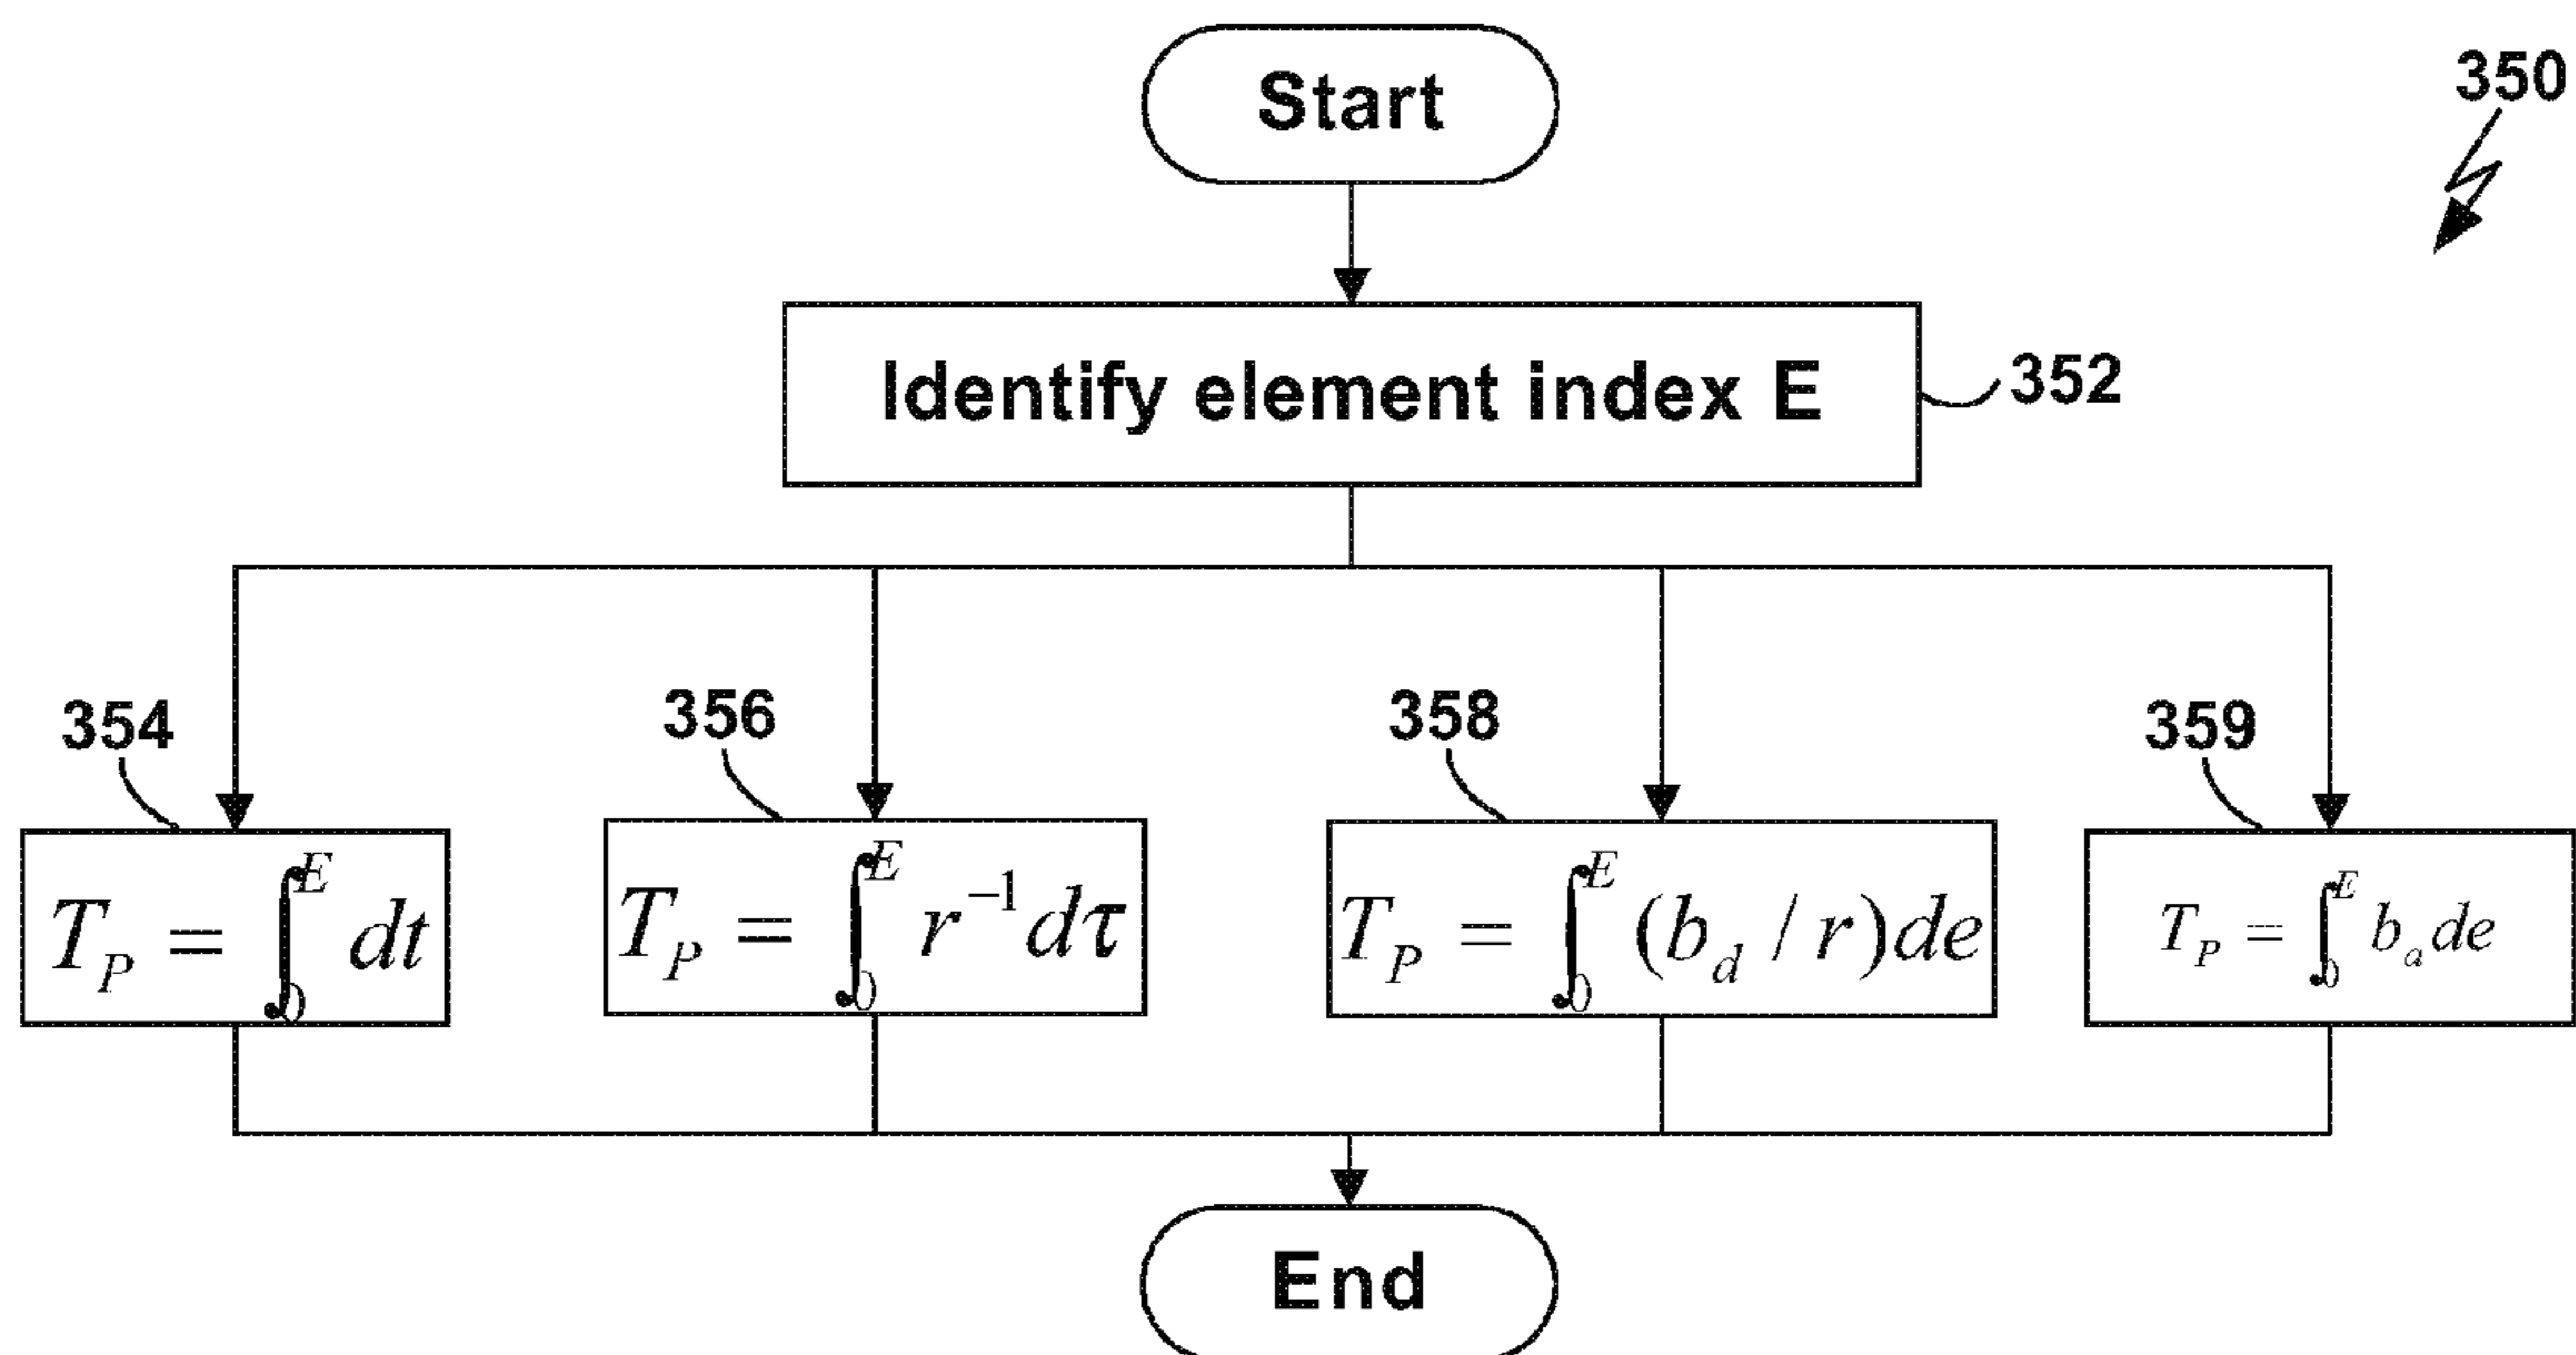 Start
350
Identify element index E
352
354
356
358
359
T_P = ∫_0^E dt
T_P = ∫_0^E r^{-1} dτ
T_P = ∫_0^E (b_d / r)de
T_P = ∫_0^E b_a de
End